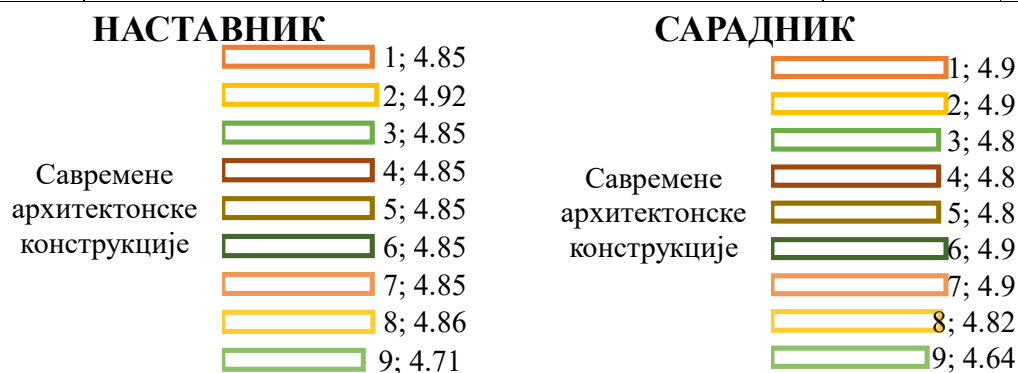 НАСТАВНИК
1; 4.85
2; 4.92
3; 4.85
4; 4.85
5; 4.85
6; 4.85
7; 4.85
8; 4.86
9; 4.71
Савремене
архитектонске
конструкције
САРАДНИК
1; 4.9
2; 4.9
3; 4.8
4; 4.8
5; 4.8
6; 4.9
7; 4.9
8; 4.82
9; 4.64
Савремене
архитектонске
конструкције